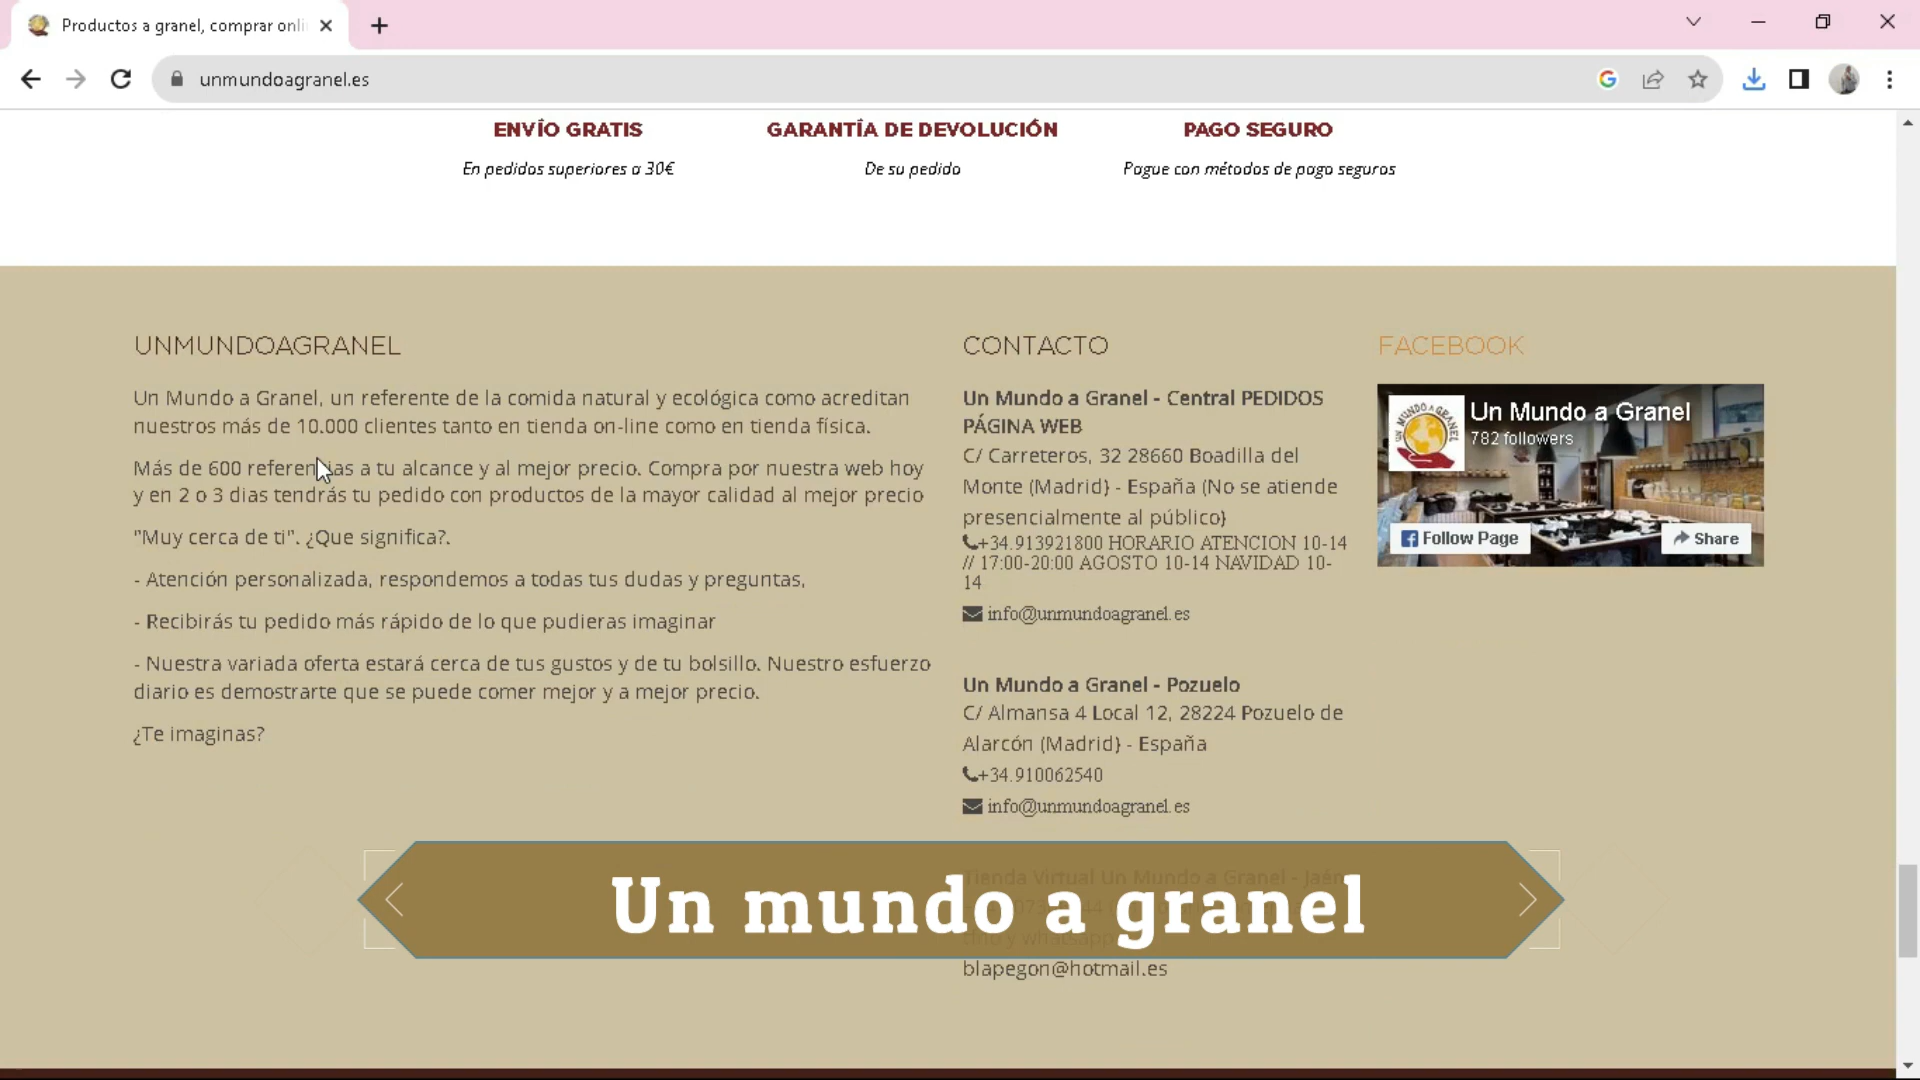 Productos a granel, comprar onli
unmundoagranel.es
ENVÍO GRATIS
En pedidos superiores a 30€
GARANTÍA DE DEVOLUCIÓN
De su pedido
PAGO SEGURO
Pague con métodos de pago seguros
UNMUNDOAGRANEL
Un Mundo a Granel, un referente de la comida natural y ecológica como acreditan
nuestros más de 10.000 clientes tanto en tienda on-line como en tienda física.
Más de 600 referencias a tu alcance y al mejor precio. Compra por nuestra web hoy
y en 2 o 3 dias tendrás tu pedido con productos de la mayor calidad al mejor precio
"Muy cerca de ti". ¿Que significa?.
- Atención personalizada, respondemos a todas tus dudas y preguntas,
- Recibirás tu pedido más rápido de lo que pudieras imaginar
- Nuestra variada oferta estará cerca de tus gustos y de tu bolsillo. Nuestro esfuerzo
diario es demostrarte que se puede comer mejor y a mejor precio.
¿Te imaginas?
CONTACTO
Un Mundo a Granel - Central PEDIDOS
PÁGINA WEB
C/ Carreteros, 32 28660 Boadilla del
Monte (Madrid) - España (No se atiende
presencialmente al público)
+34.913921800 HORARIO ATENCION 10-14
// 17:00-20:00 AGOSTO 10-14 NAVIDAD 10-
14
info@unmundoagranel.es
Un Mundo a Granel - Pozuelo
C/ Almansa 4 Local 12, 28224 Pozuelo de
Alarcón (Madrid) - España
+34.910062540
info@unmundoagranel.es
Tienda Virtual Un Mundo a Granel - Jaén
blapegon@hotmail.es
FACEBOOK
UN MUNDO A GRANEL
Un Mundo a Granel
782 followers
Follow Page
Share
Un mundo a granel